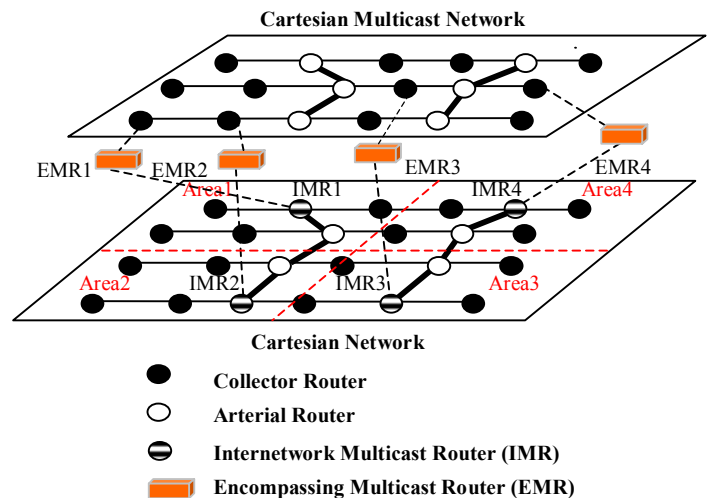 Cartesian Multicast Network
EMR1
EMR2
EMR3
EMR4
Area1
IMR1
IMR4
Area4
Area2
IMR2
IMR3
Area3
Cartesian Network
Collector Router
Arterial Router
Internetwork Multicast Router (IMR)
Encompassing Multicast Router (EMR)